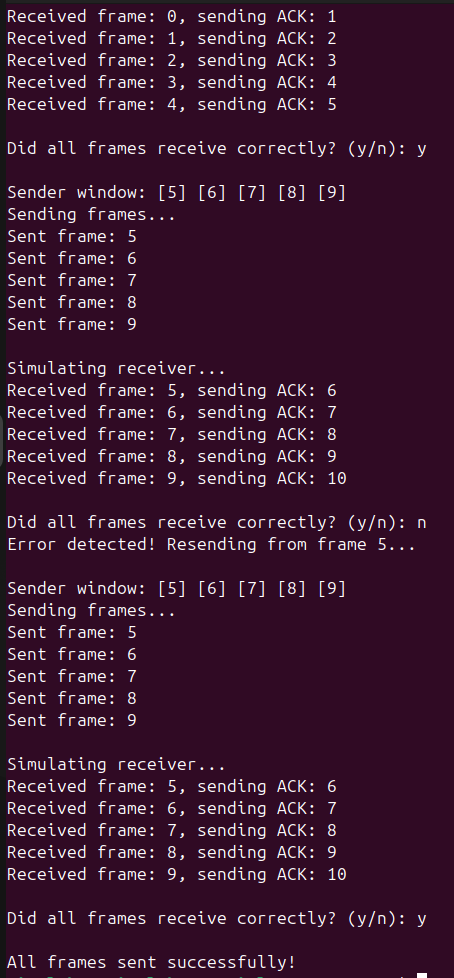 Received frame: 0, sending ACK: 1
Received frame: 1, sending ACK: 2
Received frame: 2, sending ACK: 3
Received frame: 3, sending ACK: 4
Received frame: 4, sending ACK: 5
Did all frames receive correctly? (y/n): y
Sender window: [5] [6] [7] [8] [9]
Sending frames...
Sent frame: 5
Sent frame: 6
Sent frame: 7
Sent frame: 8
Sent frame: 9
Simulating receiver...
Received frame: 5, sending ACK: 6
Received frame: 6, sending ACK: 7
Received frame: 7, sending ACK: 8
Received frame: 8, sending ACK: 9
Received frame: 9, sending ACK: 10
Did all frames receive correctly? (y/n): n
Error detected! Resending from frame 5...
Sender window: [5] [6] [7] [8] [9]
Sending frames...
Sent frame: 5
Sent frame: 6
Sent frame: 7
Sent frame: 8
Sent frame: 9
Simulating receiver...
Received frame: 5, sending ACK: 6
Received frame: 6, sending ACK: 7
Received frame: 7, sending ACK: 8
Received frame: 8, sending ACK: 9
Received frame: 9, sending ACK: 10
Did all frames receive correctly? (y/n): y
All frames sent successfully!